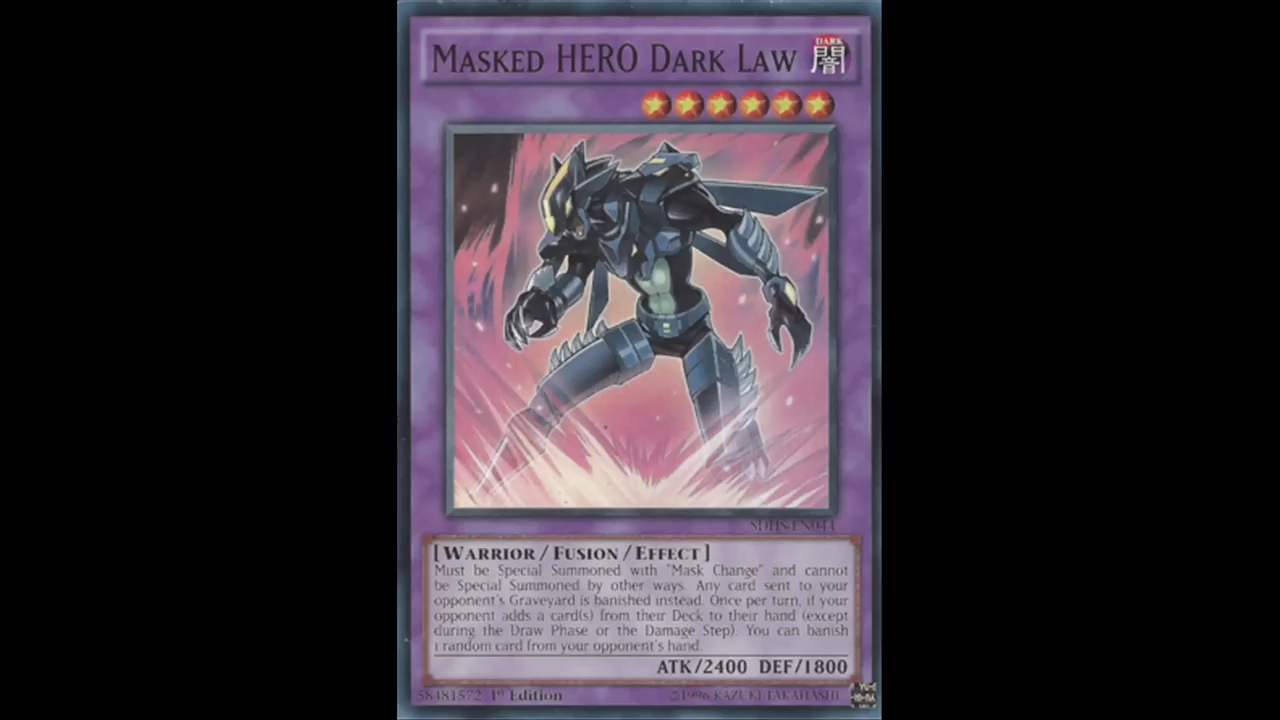 MASKED HERO DARK LAW
DARK
闇
SDHS-EN044
[WARRIOR / FUSION / EFFECT]
Must be Special Summoned with "Mask Change" and cannot
be Special Summoned by other ways. Any card sent to your
opponent's Graveyard is banished instead. Once per turn, if your
opponent adds a card(s) from their Deck to their hand (except
during the Draw Phase or the Damage Step): You can banish
1 random card from your opponent's hand.
ATK/2400 DEF/1800
58481572 1st Edition
©1996 KAZUKI TAKAHASHI